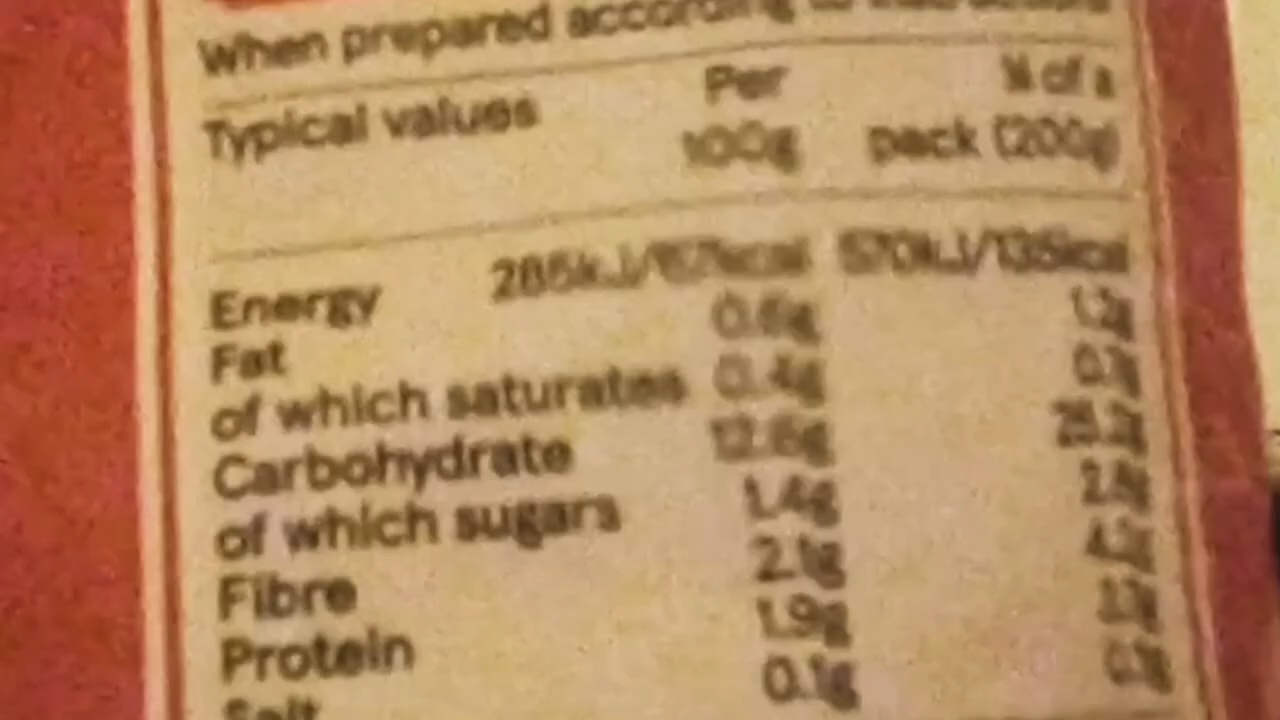 When prepared according to instructions
Typical values Per 100g ¼ of a pack (200g)
Energy 285kJ/ 570kJ/135kcal
Fat 0.6g
of which saturates 0.4g
Carbohydrate 12.6g
of which sugars 1.4g
Fibre 2.1g
Protein 1.9g
Salt 0.1g